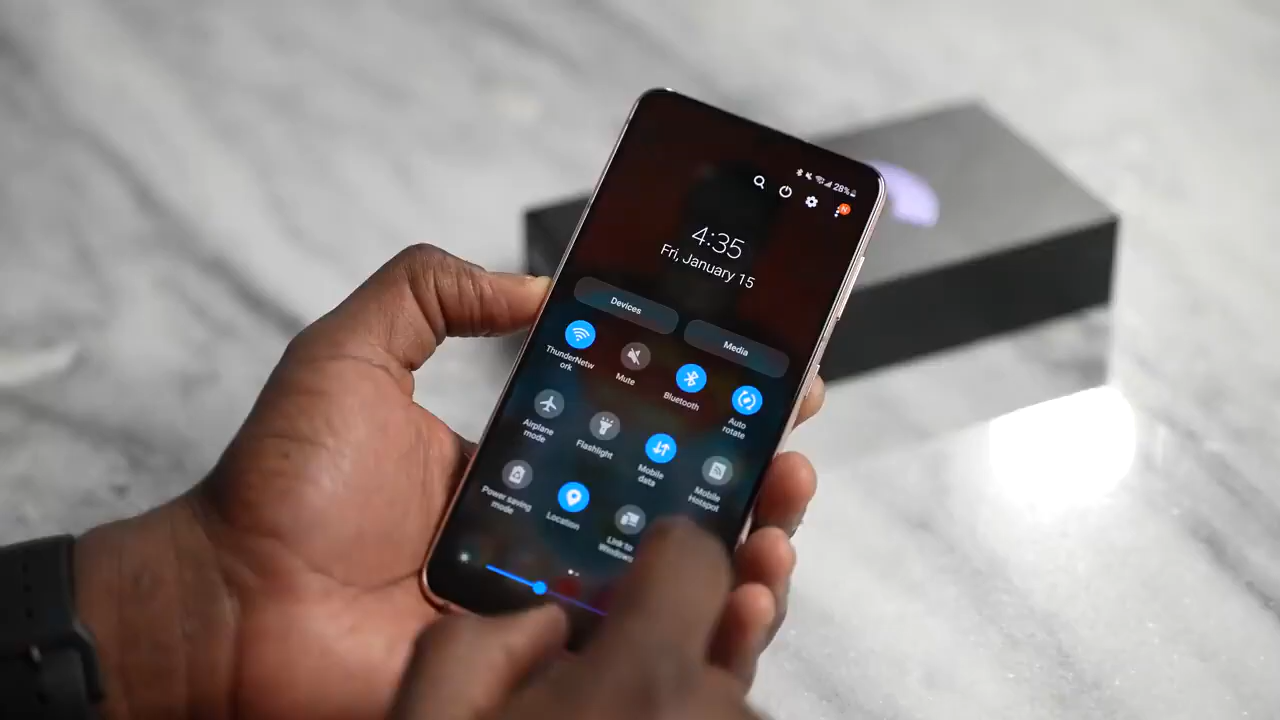 28%
N
4:35
Fri, January 15
Devices
Media
ThunderNetw
ork
Mute
Bluetooth
Auto
rotate
Airplane
mode
Flashlight
Mobile
data
Mobile
Hotspot
Power saving
mode
Location
Link to
Windows